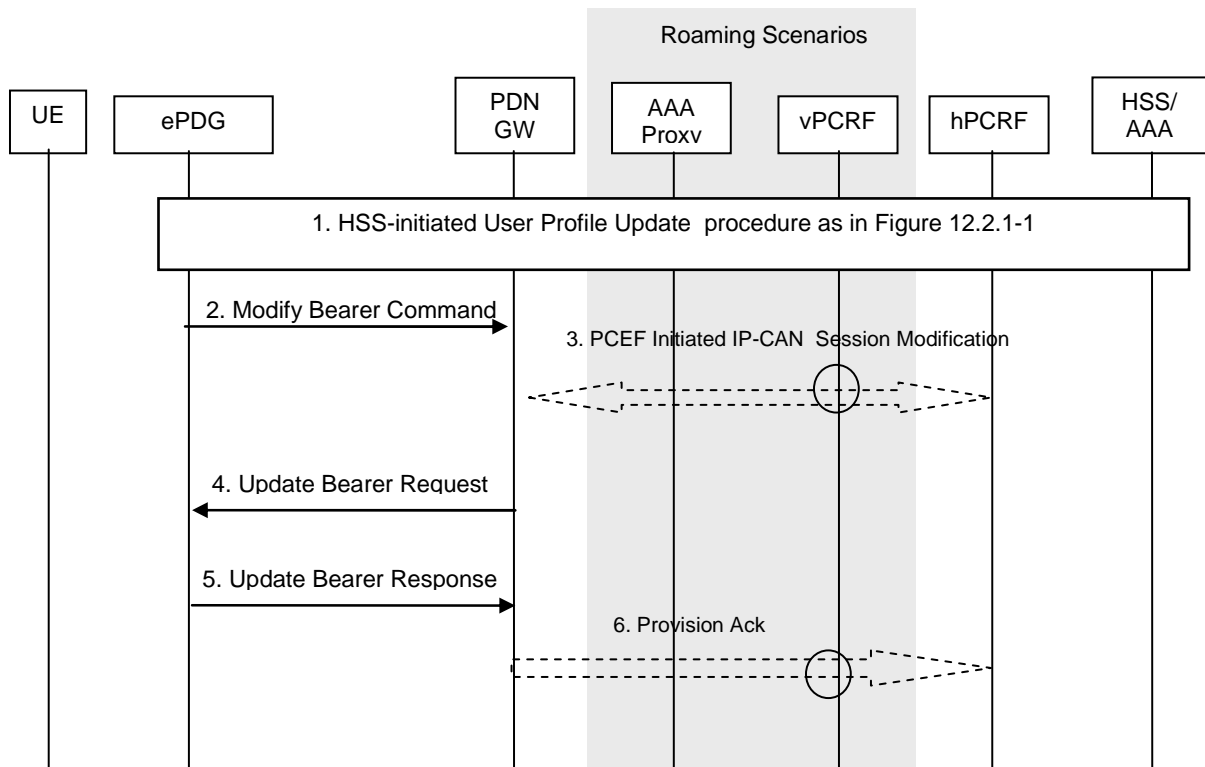 Roaming Scenarios
UE
ePDG
PDN
GW
AAA
Proxv
vPCRF
hPCRF
HSS/
AAA
1. HSS-initiated User Profile Update procedure as in Figure 12.2.1-1
2. Modify Bearer Command
3. PCEF Initiated IP-CAN Session Modification
4. Update Bearer Request
5. Update Bearer Response
6. Provision Ack